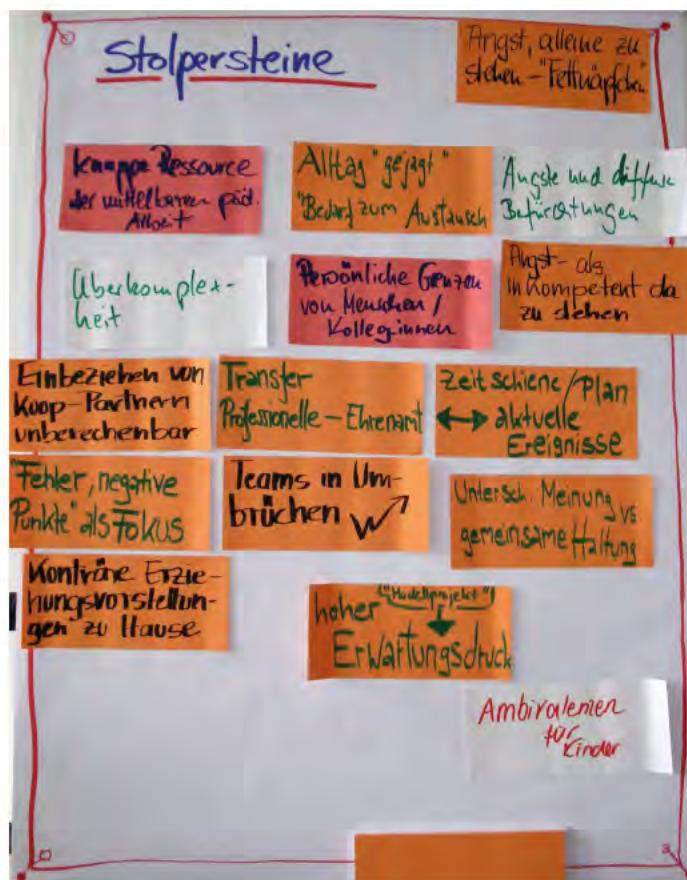 Stolpersteine
Angst, alleine zu
stehen - "Fettnäpfchen"
knappe Ressource
der mittelbaren päd.
Arbeit
Alltag "gejagt"
"Bedarf zum Austausch
Ängste und diffuse
Befürchtungen
Überkomplex-
heit
Persönliche Grenzen
von Menschen /
Kolleginnen
Angst - als
inkompetent da
zu stehen
Einbeziehen von
Koop-Partnern
unberechenbar
Transfer
Professionelle - Ehrenamt
Zeitschiene / Plan
↔ aktuelle
Ereignisse
"Fehler, negative
Punkte" als Fokus
Teams in Um-
brüchen
Untersch. Meinung vs
gemeinsame Haltung
Konträre Erzie-
hungsvorstellun-
gen zu Hause
("Modellprojekt")
hoher
Erwartungsdruck
Ambivalenzen
für
Kinder